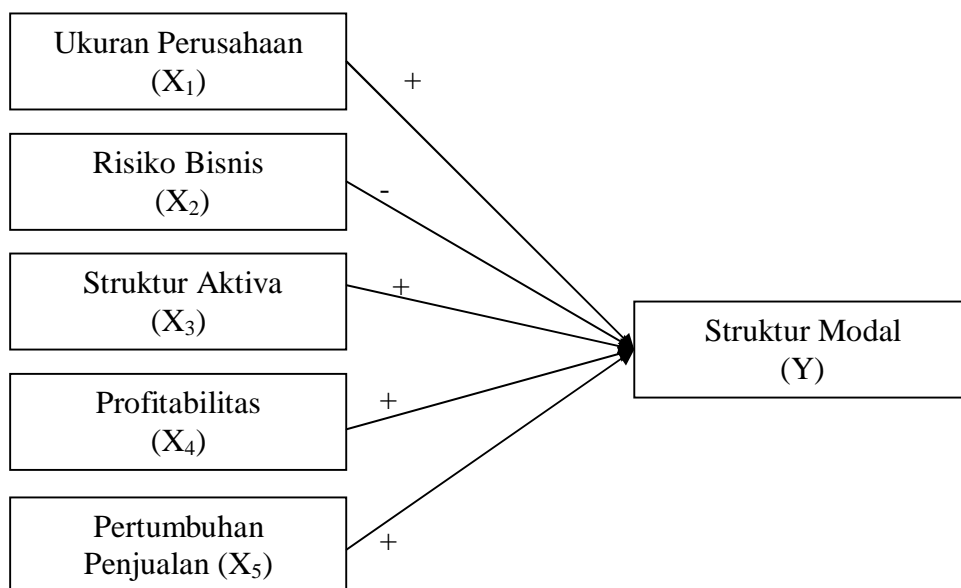 Ukuran Perusahaan
(X₁)
+
Risiko Bisnis
(X₂)
-
Struktur Aktiva
(X₃)
+
Struktur Modal
(Y)
Profitabilitas
(X₄)
+
Pertumbuhan
Penjualan (X₅)
+